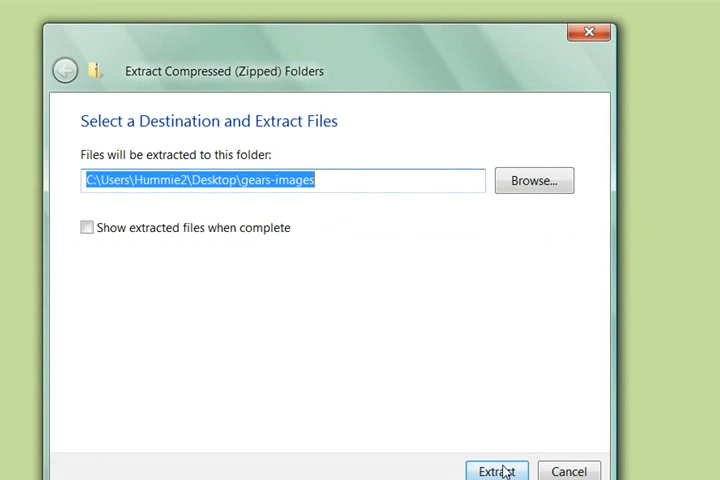 Extract Compressed (Zipped) Folders
Select a Destination and Extract Files
Files will be extracted to this folder:
C:\Users\Hummie2\Desktop\gears-images
Browse...
Show extracted files when complete
Extract
Cancel